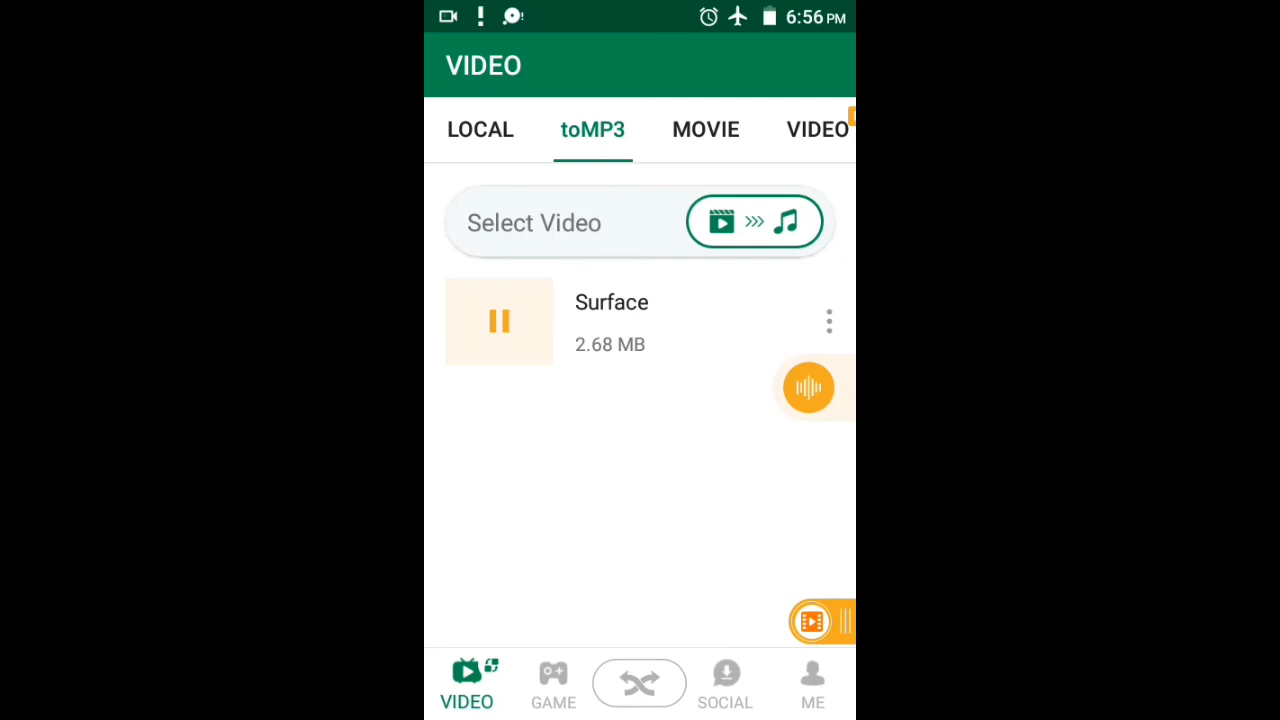 6:56 PM
VIDEO
LOCAL toMP3 MOVIE VIDEO
Select Video
Surface
2.68 MB
VIDEO GAME SOCIAL ME